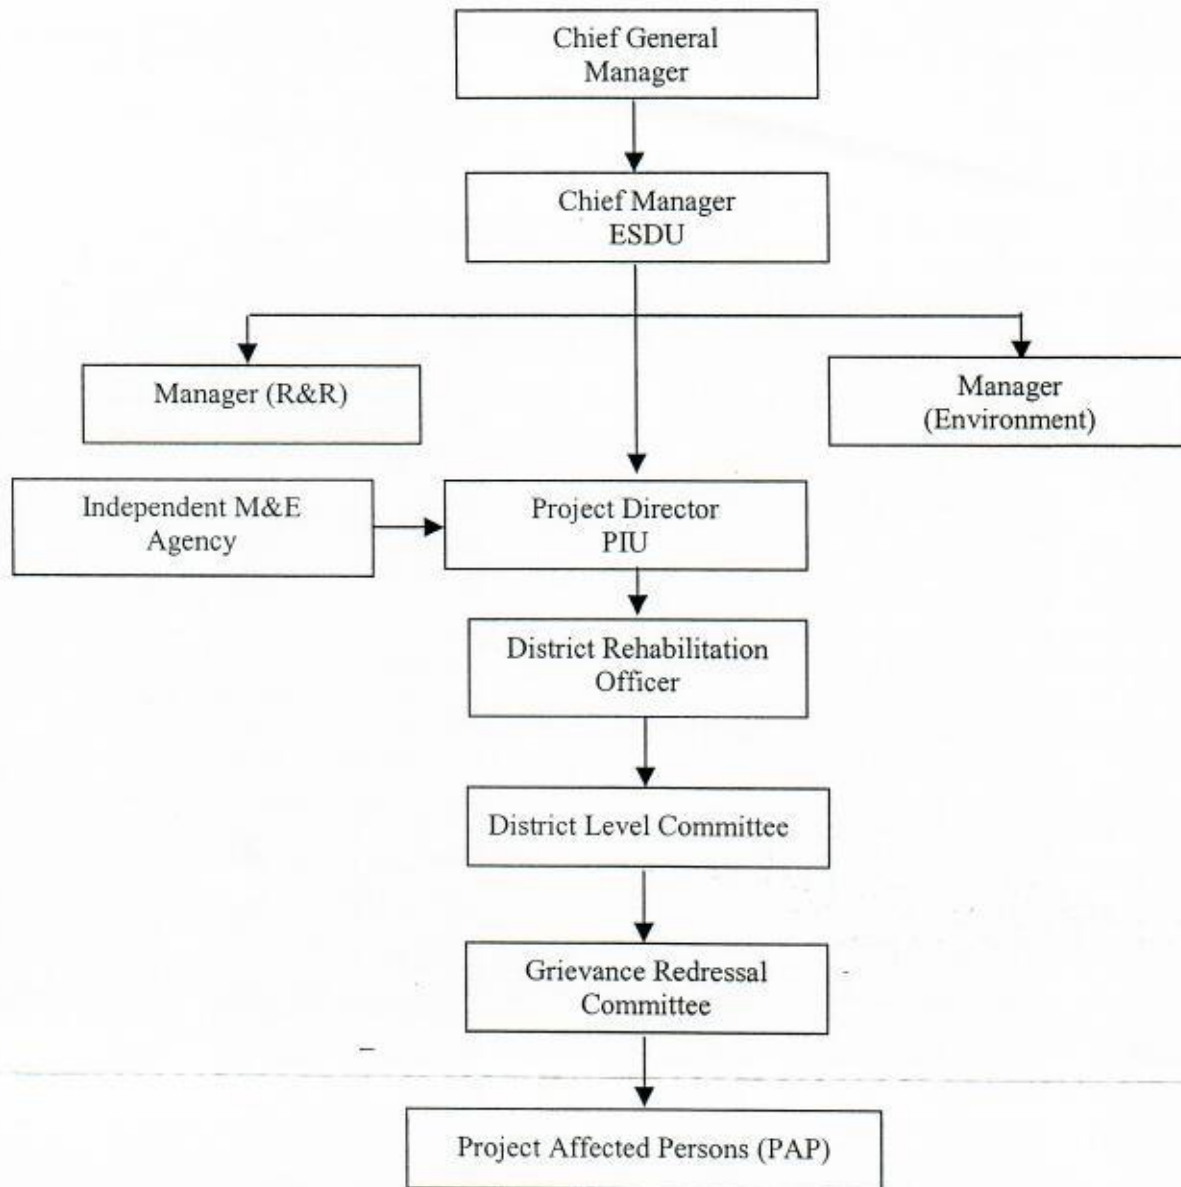 Chief General
Manager
Chief Manager
ESDU
Manager (R&R)
Manager
(Environment)
Independent M&E
Agency
Project Director
PIU
District Rehabilitation
Officer
District Level Committee
Grievance Redressal
Committee
Project Affected Persons (PAP)